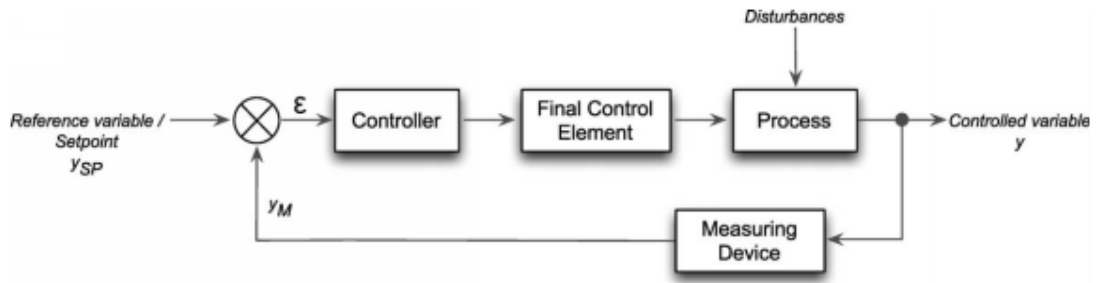 Disturbances
Reference variable /
Setpoint
ySP
ε
Controller
Final Control
Element
Process
Controlled variable
y
yM
Measuring
Device